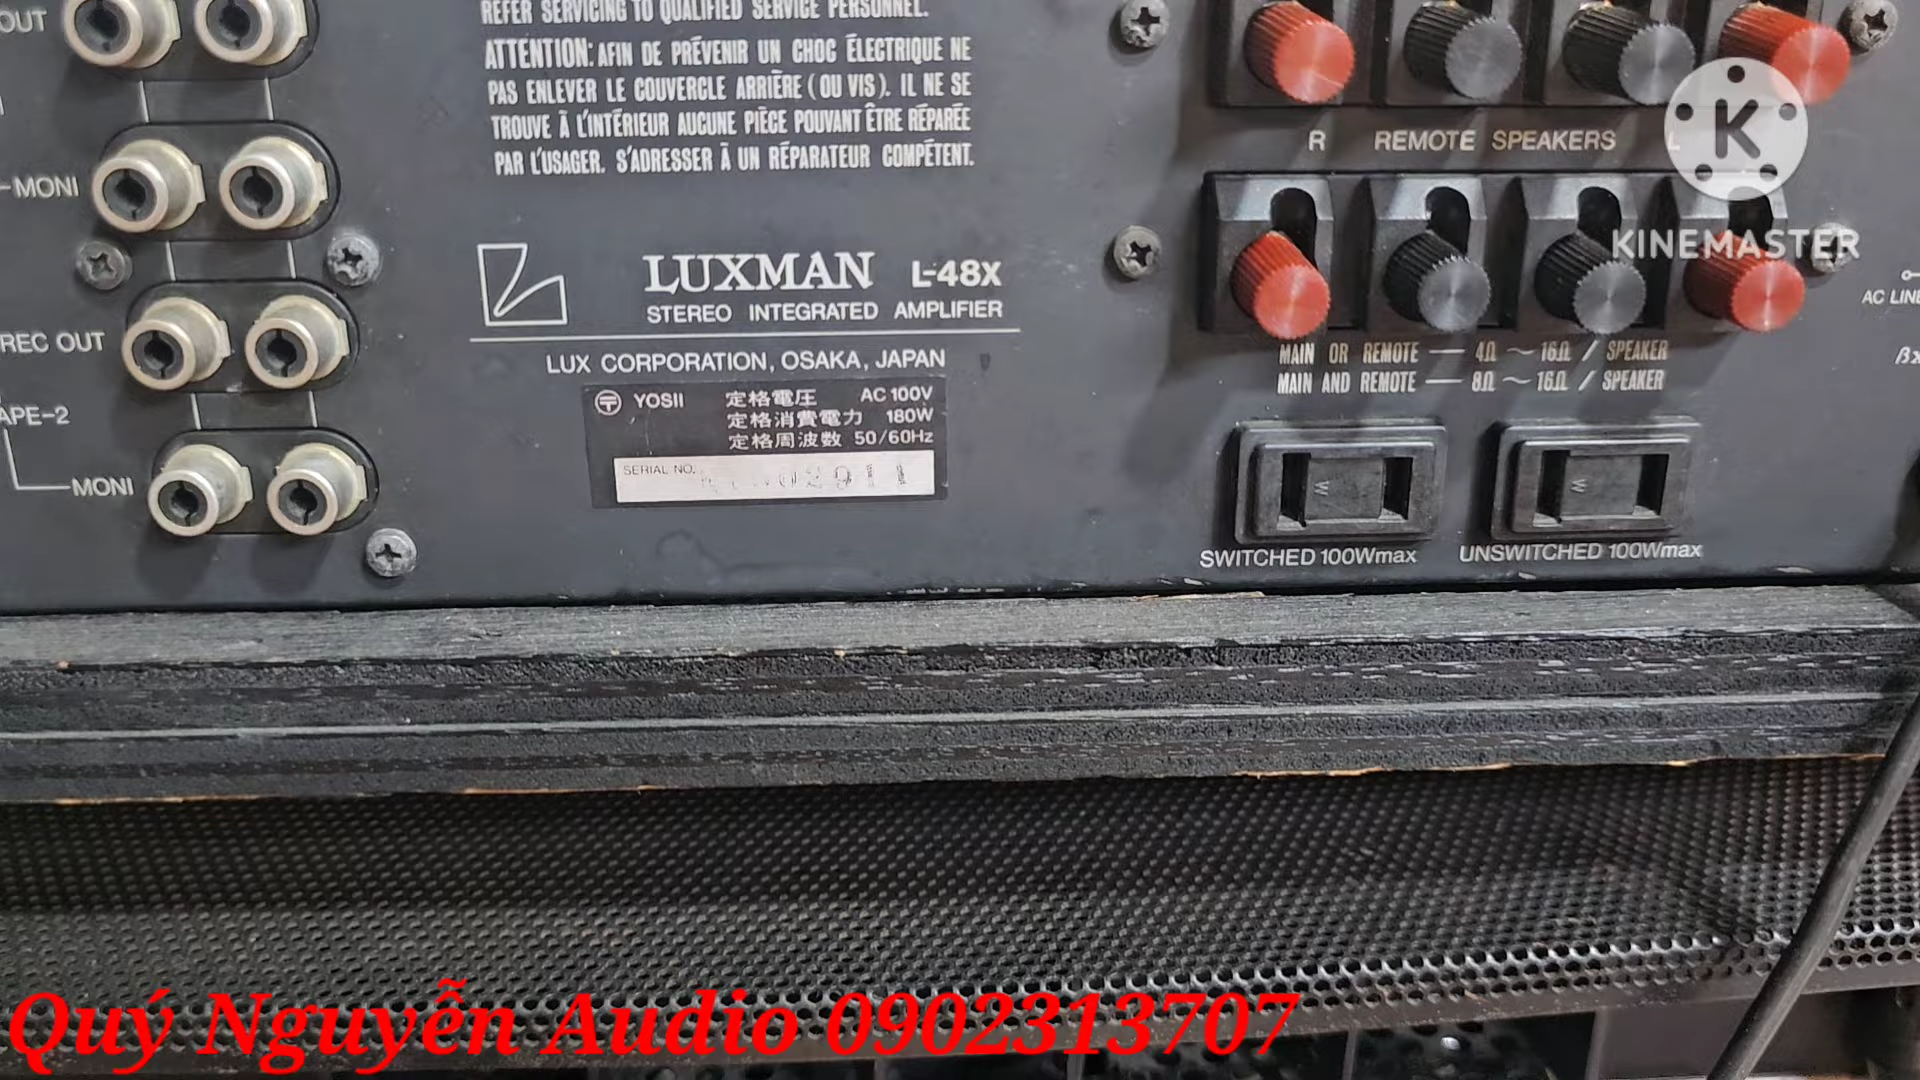 OUT
REFER SERVICING TO QUALIFIED SERVICE PERSONNEL.
ATTENTION: AFIN DE PRÉVENIR UN CHOC ÉLECTRIQUE NE
PAS ENLEVER LE COUVERCLE ARRIÈRE (OU VIS). IL NE SE
TROUVE À L'INTÉRIEUR AUCUNE PIÈCE POUVANT ÊTRE RÉPARÉE
PAR L'USAGER. S'ADRESSER À UN RÉPARATEUR COMPÉTENT.
MONI
REC OUT
APE-2
MONI
LUXMAN L-48X
STEREO INTEGRATED AMPLIFIER
LUX CORPORATION, OSAKA, JAPAN
〒 YOSII 定格電圧 AC 100V
定格消費電力 180W
定格周波数 50/60Hz
SERIAL NO.
R REMOTE SPEAKERS L
K
KINEMASTER
AC LINE
MAIN OR REMOTE — 4Ω ~ 16Ω / SPEAKER
MAIN AND REMOTE — 8Ω ~ 16Ω / SPEAKER
W
W
SWITCHED 100Wmax
UNSWITCHED 100Wmax
Quý Nguyễn Audio 0902313707